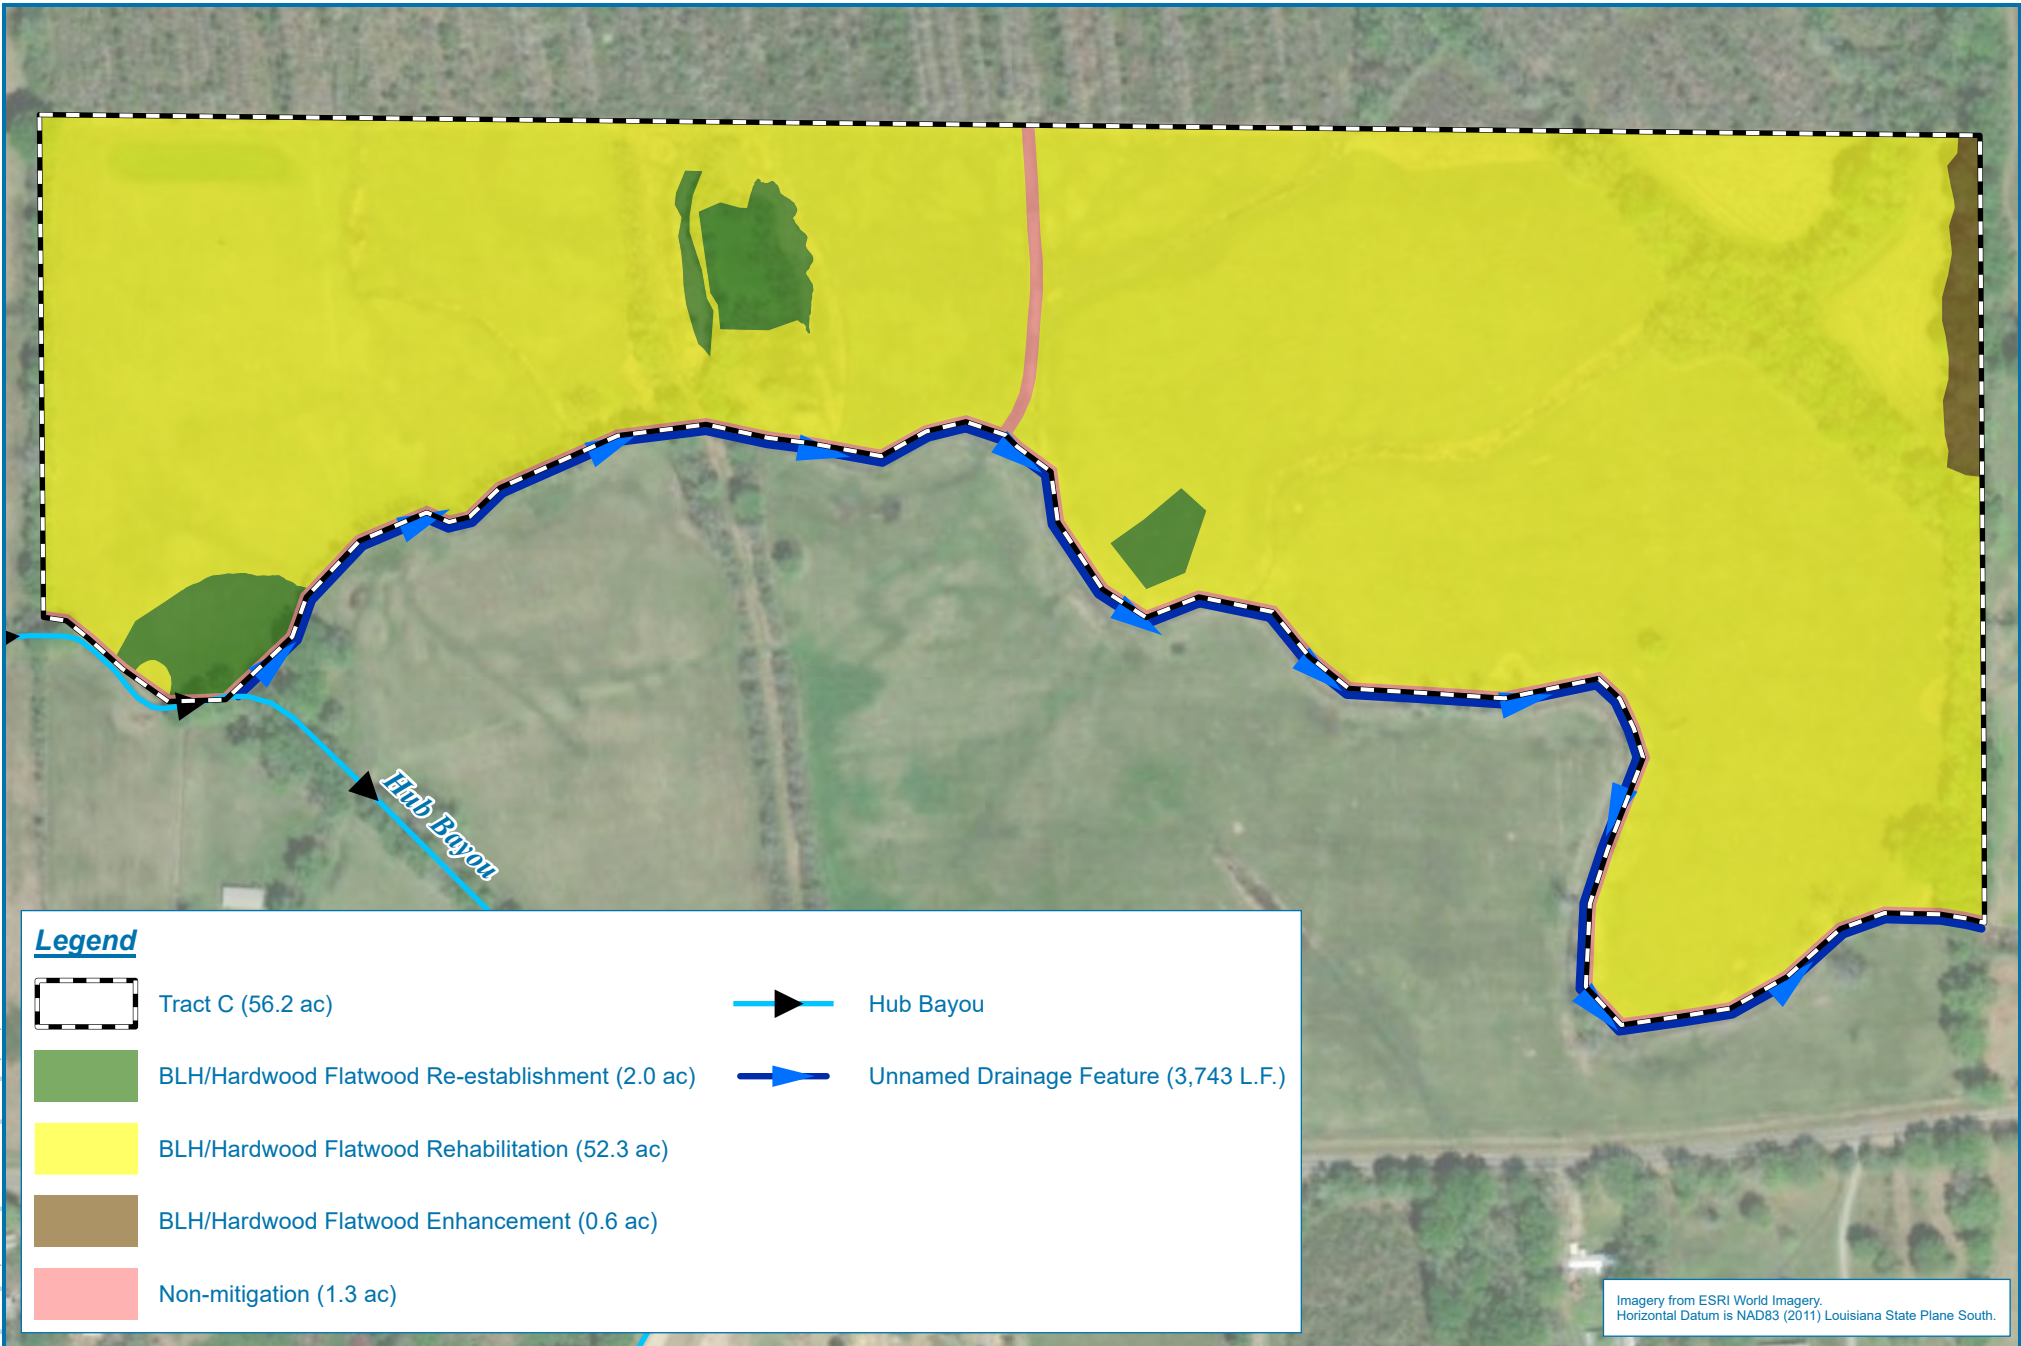 Hub Bayou
Legend
Tract C (56.2 ac)
BLH/Hardwood Flatwood Re-establishment (2.0 ac)
BLH/Hardwood Flatwood Rehabilitation (52.3 ac)
BLH/Hardwood Flatwood Enhancement (0.6 ac)
Non-mitigation (1.3 ac)
Hub Bayou
Unnamed Drainage Feature (3,743 L.F.)
Imagery from ESRI World Imagery.
Horizontal Datum is NAD83 (2011) Louisiana State Plane South.